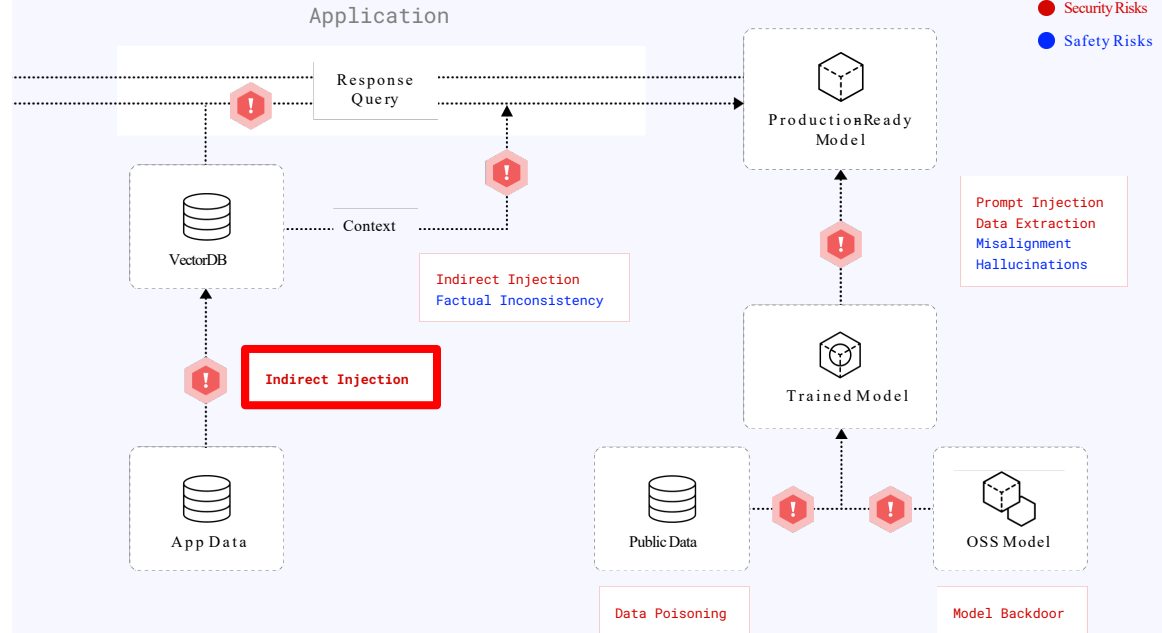 Application
Security Risks
Safety Risks
Response
Query
Production-Ready
Model
Prompt Injection
Data Extraction
Misalignment
Hallucinations
Context
VectorDB
Indirect Injection
Factual Inconsistency
Indirect Injection
Trained Model
App Data
Public Data
OSS Model
Data Poisoning
Model Backdoor